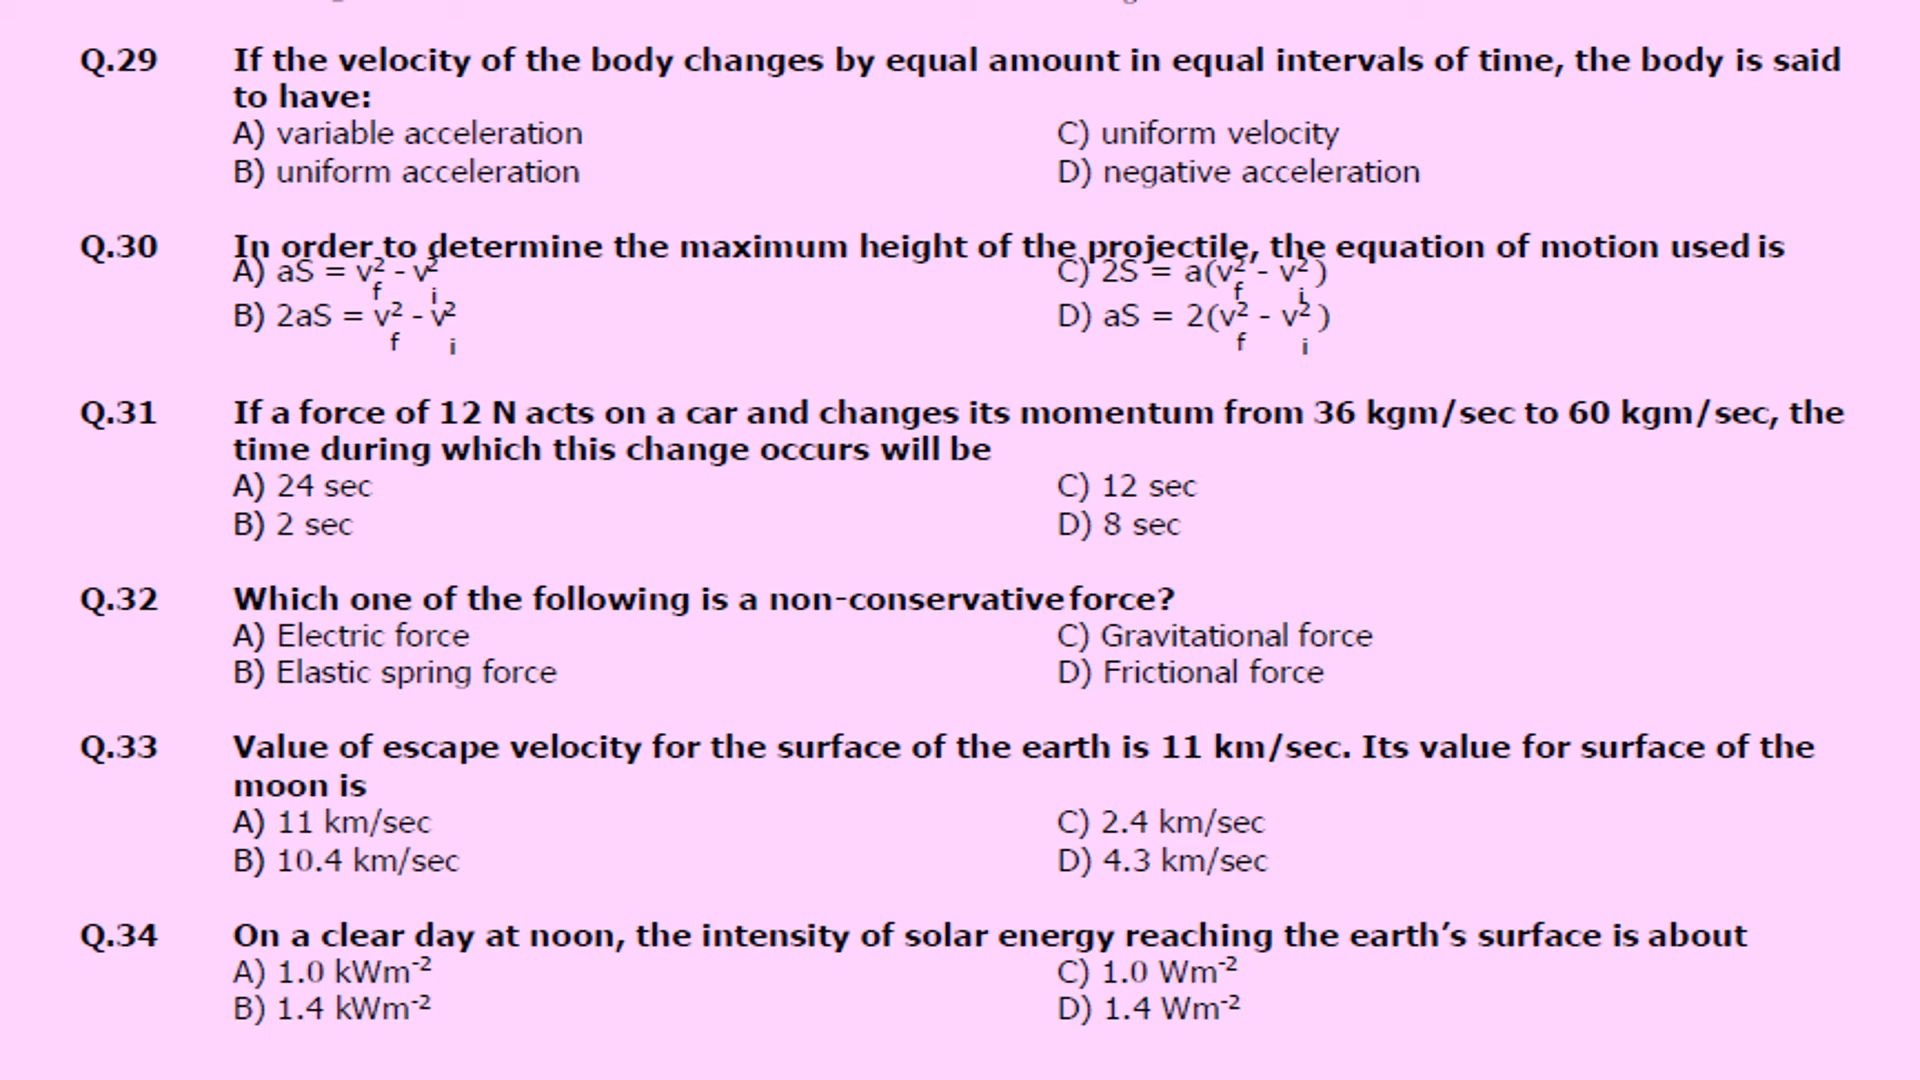 Q.29 If the velocity of the body changes by equal amount in equal intervals of time, the body is said
to have:
A) variable acceleration C) uniform velocity
B) uniform acceleration D) negative acceleration
Q.30 In order to determine the maximum height of the projectile, the equation of motion used is
A) aS = v_f² - v_i² C) 2S = a(v_f² - v_i²)
B) 2aS = v_f² - v_i² D) aS = 2(v_f² - v_i²)
Q.31 If a force of 12 N acts on a car and changes its momentum from 36 kgm/sec to 60 kgm/sec, the
time during which this change occurs will be
A) 24 sec C) 12 sec
B) 2 sec D) 8 sec
Q.32 Which one of the following is a non-conservative force?
A) Electric force C) Gravitational force
B) Elastic spring force D) Frictional force
Q.33 Value of escape velocity for the surface of the earth is 11 km/sec. Its value for surface of the
moon is
A) 11 km/sec C) 2.4 km/sec
B) 10.4 km/sec D) 4.3 km/sec
Q.34 On a clear day at noon, the intensity of solar energy reaching the earth’s surface is about
A) 1.0 kWm⁻² C) 1.0 Wm⁻²
B) 1.4 kWm⁻² D) 1.4 Wm⁻²